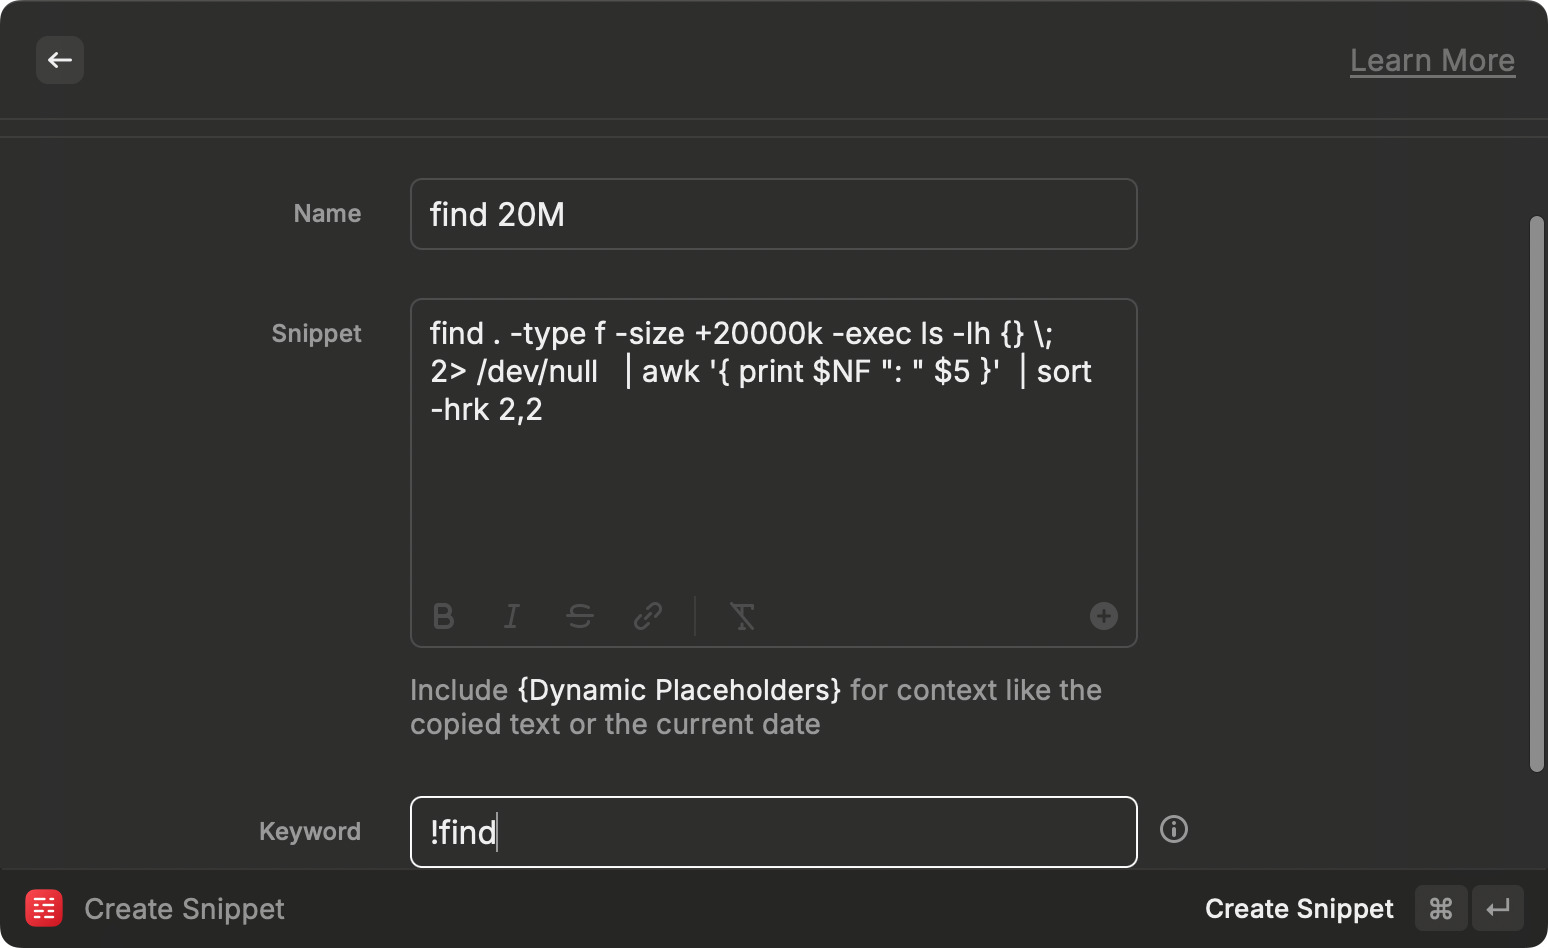 Learn More
Name
find 20M
Snippet
find . -type f -size +20000k -exec ls -lh {} \;
2> /dev/null   | awk '{ print $NF ": " $5 }'  | sort
-hrk 2,2
B I S T
Include {Dynamic Placeholders} for context like the
copied text or the current date
Keyword
!find
Create Snippet
Create Snippet ⌘ ↵